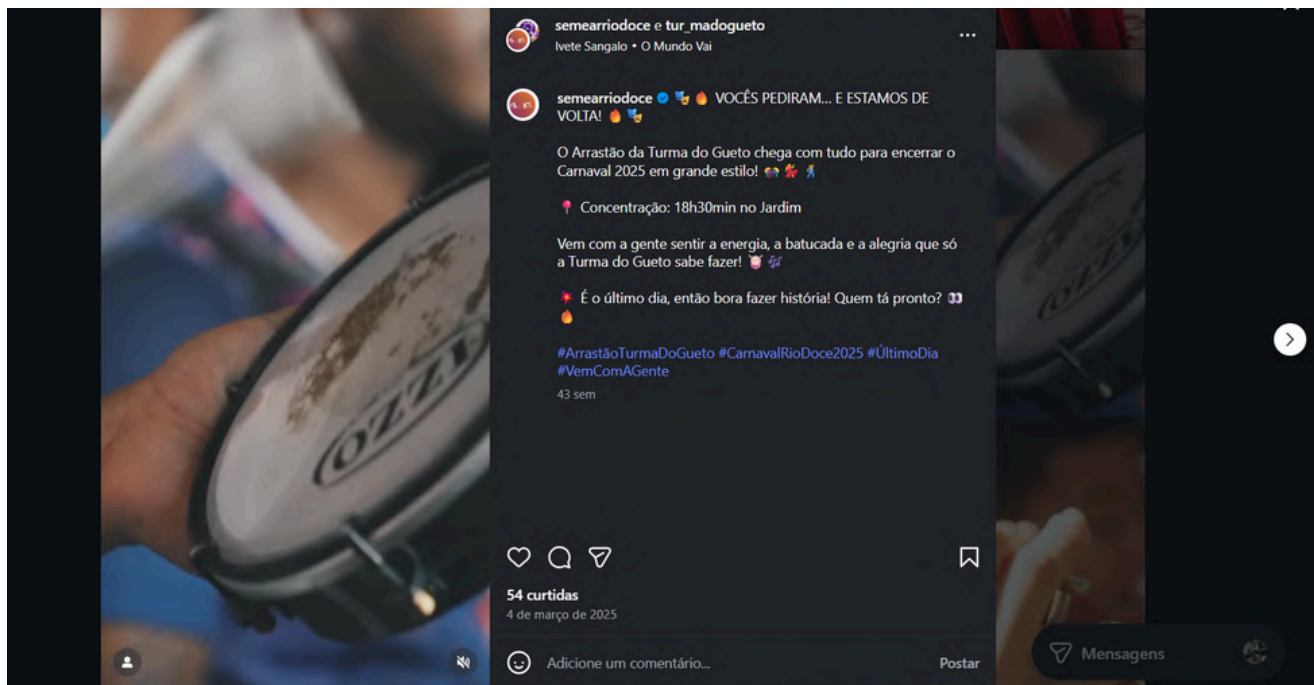 semearriodoce e tur_madogueto
Ivete Sangalo • O Mundo Vai
semearriodoce 🎭 🔥 VOCÊS PEDIRAM... E ESTAMOS DE
VOLTA! 🔥 🎭
O Arrastão da Turma do Gueto chega com tudo para encerrar o
Carnaval 2025 em grande estilo! 🎊 💃 🕺
📍 Concentração: 18h30min no Jardim
Vem com a gente sentir a energia, a batucada e a alegria que só
a Turma do Gueto sabe fazer! 🥁 🎶
💥 É o último dia, então bora fazer história! Quem tá pronto? 👀
🔥
#ArrastãoTurmaDoGueto #CarnavalRioDoce2025 #ÚltimoDia
#VemComAGente
43 sem
54 curtidas
4 de março de 2025
Adicione um comentário...
Postar
Mensagens
IZZO
IZZO